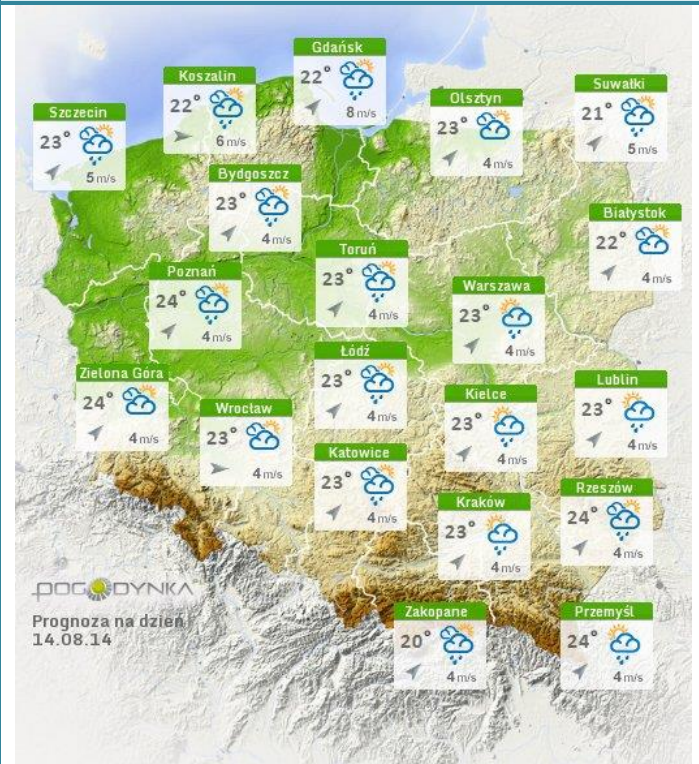 Gdańsk
22°
8 m/s
Koszalin
22°
6 m/s
Suwałki
21°
5 m/s
Olsztyn
23°
4 m/s
Szczecin
23°
5 m/s
Bydgoszcz
23°
4 m/s
Białystok
22°
4 m/s
Toruń
23°
4 m/s
Poznań
24°
4 m/s
Warszawa
23°
4 m/s
Łódź
23°
4 m/s
Zielona Góra
24°
4 m/s
Lublin
23°
4 m/s
Kielce
23°
4 m/s
Wrocław
23°
4 m/s
Katowice
23°
4 m/s
Rzeszów
24°
4 m/s
Kraków
23°
4 m/s
POGODYNKA
Prognoza na dzień
14.08.14
Zakopane
20°
4 m/s
Przemyśl
24°
4 m/s